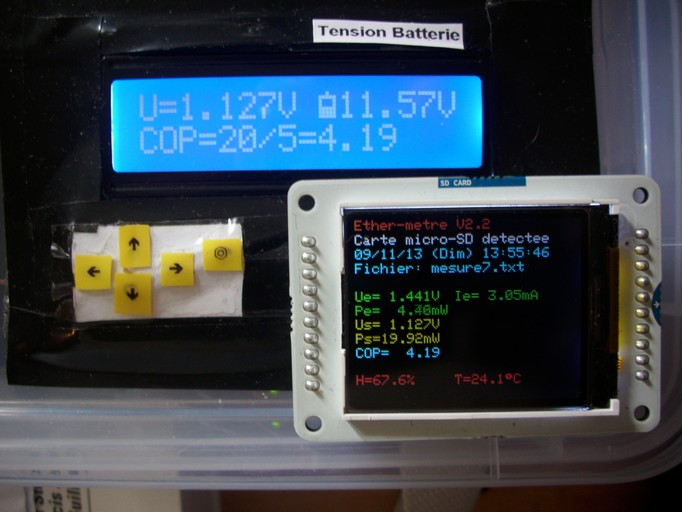 Tension Batterie
U=1.127V 11.57V
COP=20/5=4.19
SD CARD
Ether-metre V2.2
Carte micro-SD detectee
09/11/13 (Dim) 13:55:46
Fichier: mesure7.txt
Ue= 1.441V Ie= 3.05mA
Pe= 4.46mW
Us= 1.127V
Ps=19.92mW
COP= 4.19
H=67.6% T=24.1ºC